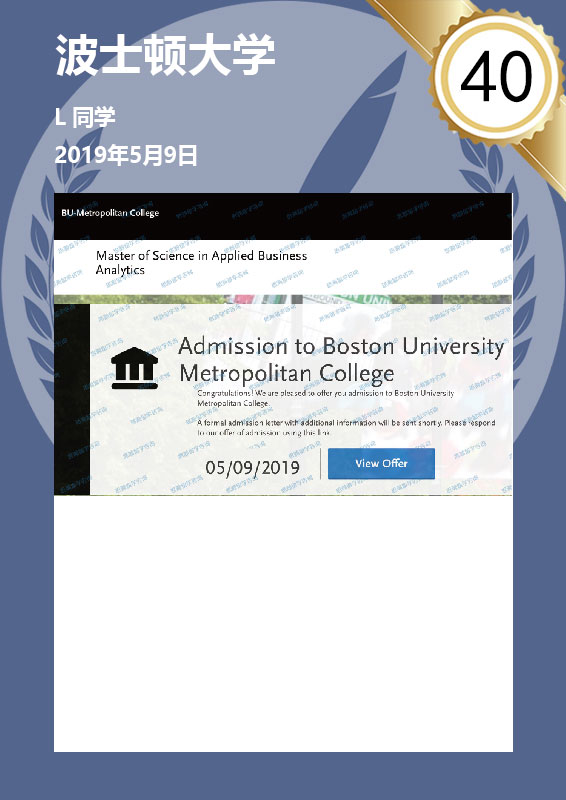 波士顿大学
40
L 同学
2019年5月9日
BU-Metropolitan College
Master of Science in Applied Business
Analytics
Admission to Boston University
Metropolitan College
Congratulations! We are pleased to offer you admission to Boston University
Metropolitan College.
A formal admission letter with additional information will be sent shortly. Please respond
to our offer of admission using this link.
05/09/2019
View Offer